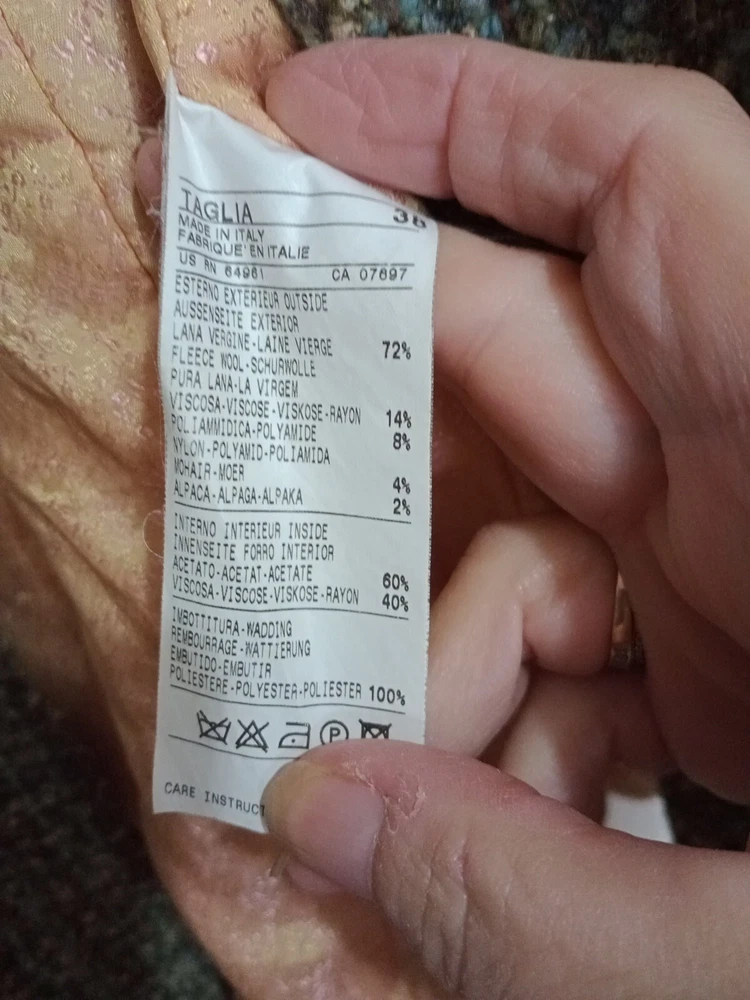 TAGLIA 38
MADE IN ITALY
FABRIQUE' EN ITALIE
US RN 64961 CA 07697
ESTERNO EXTERIEUR OUTSIDE
AUSSENSEITE EXTERIOR
LANA VERGINE-LAINE VIERGE 72%
FLEECE WOOL-SCHURWOLLE
PURA LANA-LA VIRGEM
VISCOSA-VISCOSE-VISKOSE-RAYON 14%
POLIAMMIDICA-POLYAMIDE 8%
NYLON-POLYAMID-POLIAMIDA
MOHAIR-MOER 4%
ALPACA-ALPAGA-ALPAKA 2%
INTERNO INTERIEUR INSIDE
INNENSEITE FORRO INTERIOR
ACETATO-ACETAT-ACETATE 60%
VISCOSA-VISCOSE-VISKOSE-RAYON 40%
IMBOTTITURA-WADDING
REMBOURRAGE-WATTIERUNG
EMBUTIDO-EMBUTIR
POLIESTERE-POLYESTER-POLIESTER 100%
P
CARE INSTRUCT